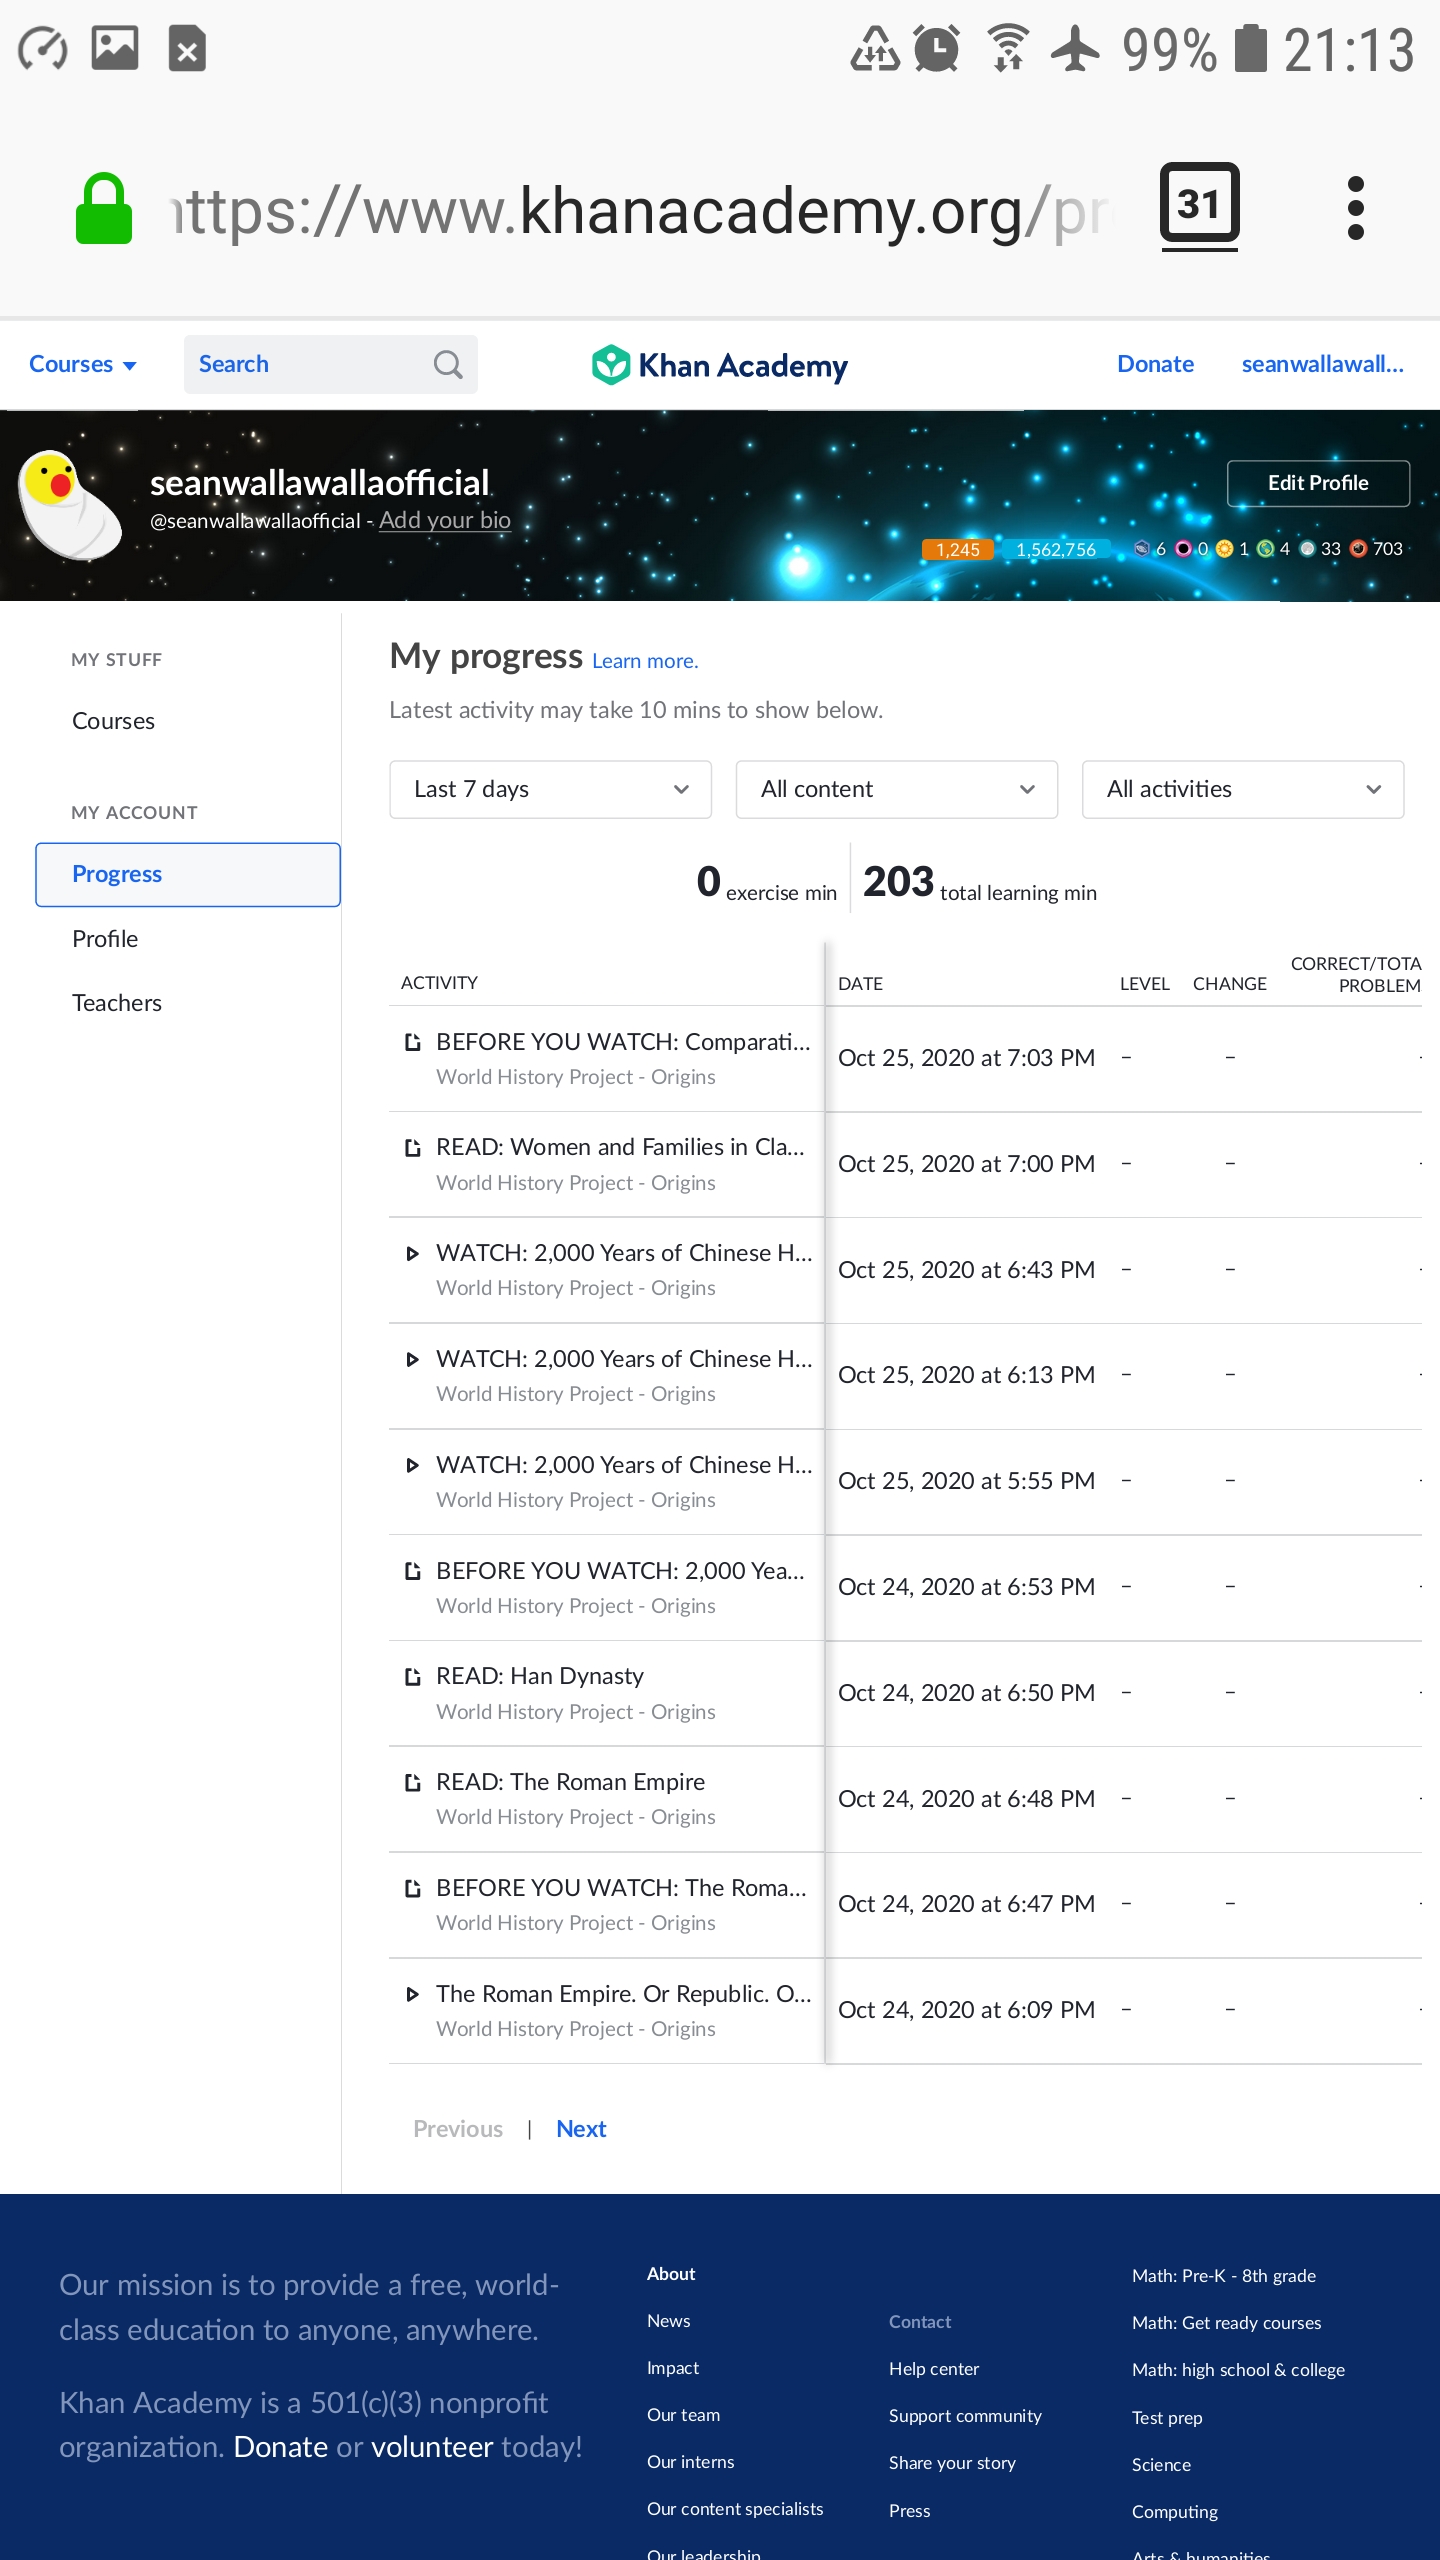 99% 21:13
https://www.khanacademy.org/pr
31
Courses
Search
Khan Academy
Donate
seanwallawall...
seanwallawallaofficial
@seanwallawallaofficial - Add your bio
Edit Profile
1,245 1,562,756 6 0 1 4 33 703
MY STUFF
Courses
MY ACCOUNT
Progress
Profile
Teachers
My progress Learn more.
Latest activity may take 10 mins to show below.
Last 7 days
All content
All activities
0 exercise min
203 total learning min
ACTIVITY DATE LEVEL CHANGE CORRECT/TOTA
PROBLEM
BEFORE YOU WATCH: Comparati...
World History Project - Origins
Oct 25, 2020 at 7:03 PM – –
READ: Women and Families in Cla...
World History Project - Origins
Oct 25, 2020 at 7:00 PM – –
WATCH: 2,000 Years of Chinese H...
World History Project - Origins
Oct 25, 2020 at 6:43 PM – –
WATCH: 2,000 Years of Chinese H...
World History Project - Origins
Oct 25, 2020 at 6:13 PM – –
WATCH: 2,000 Years of Chinese H...
World History Project - Origins
Oct 25, 2020 at 5:55 PM – –
BEFORE YOU WATCH: 2,000 Yea...
World History Project - Origins
Oct 24, 2020 at 6:53 PM – –
READ: Han Dynasty
World History Project - Origins
Oct 24, 2020 at 6:50 PM – –
READ: The Roman Empire
World History Project - Origins
Oct 24, 2020 at 6:48 PM – –
BEFORE YOU WATCH: The Roma...
World History Project - Origins
Oct 24, 2020 at 6:47 PM – –
The Roman Empire. Or Republic. O...
World History Project - Origins
Oct 24, 2020 at 6:09 PM – –
Previous | Next
Our mission is to provide a free, world-
class education to anyone, anywhere.
Khan Academy is a 501(c)(3) nonprofit
organization. Donate or volunteer today!
About
News
Impact
Our team
Our interns
Our content specialists
Our leadership
Contact
Help center
Support community
Share your story
Press
Math: Pre-K - 8th grade
Math: Get ready courses
Math: high school & college
Test prep
Science
Computing
Arts & humanities